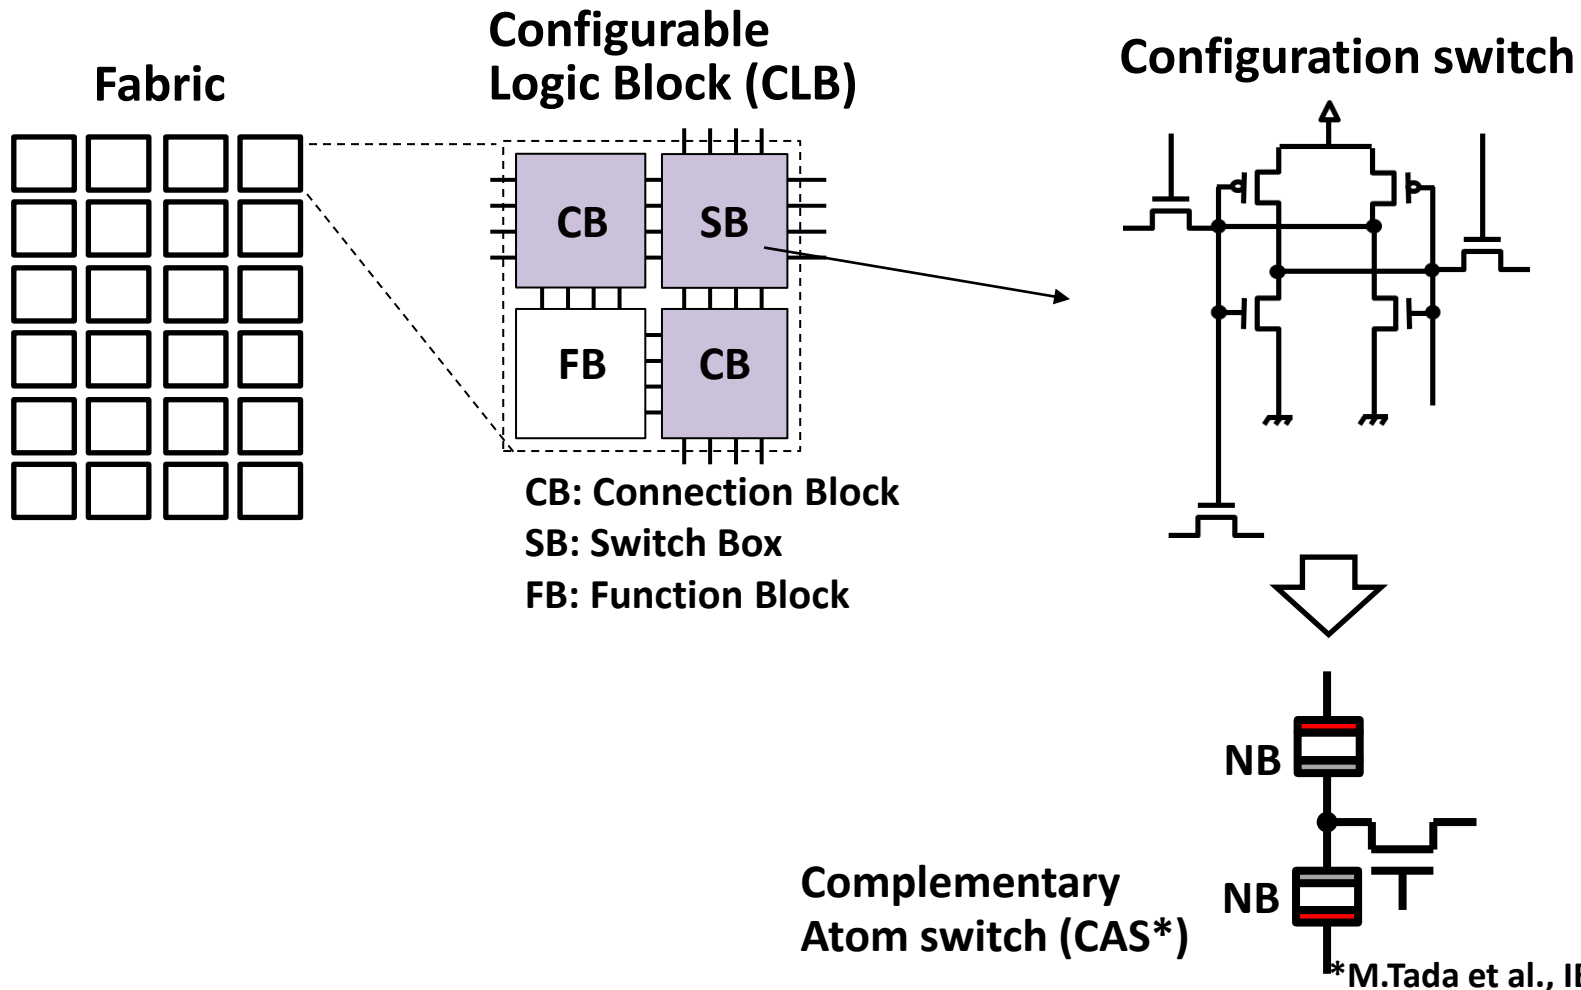 Fabric
Configurable
Logic Block (CLB)
Configuration switch
CB
SB
FB
CB
CB: Connection Block
SB: Switch Box
FB: Function Block
NB
NB
Complementary
Atom switch (CAS*)
*M.Tada et al.,